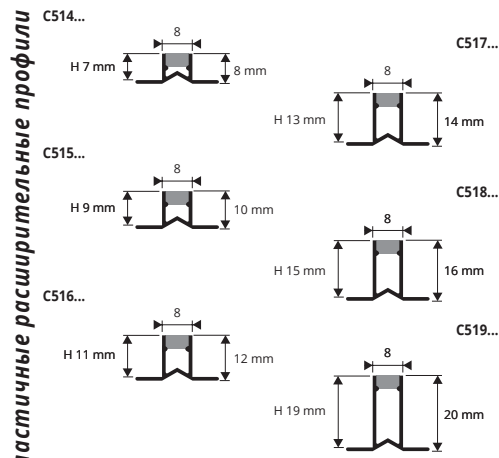 ластичные расширительные профили
C514...
8
H 7 mm
8 mm
C515...
8
H 9 mm
10 mm
C516...
8
H 11 mm
12 mm
C517...
8
H 13 mm
14 mm
C518...
8
H 15 mm
16 mm
C519...
8
H 19 mm
20 mm